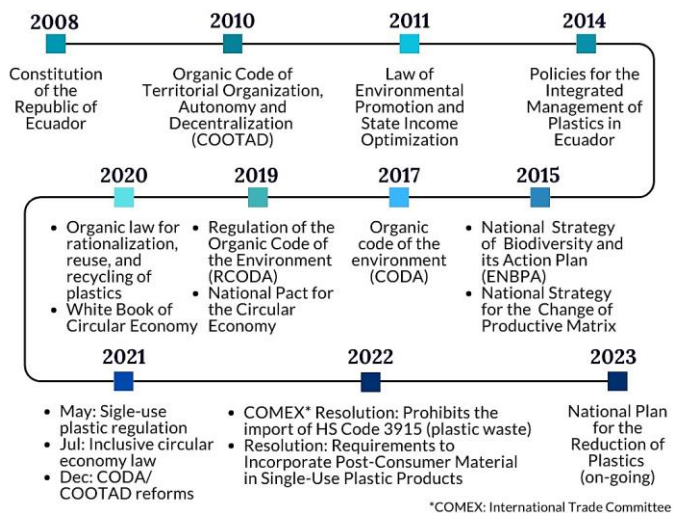 2008
2010
2011
2014
Constitution
of the
Republic of
Ecuador
Organic Code of
Territorial Organization,
Autonomy and
Decentralization
(COOTAD)
Law of
Environmental
Promotion and
State Income
Optimization
Policies for the
Integrated
Management of
Plastics in
Ecuador
2020
2019
2017
2015
• Organic law for
rationalization,
reuse, and
recycling of
plastics
• White Book of
Circular Economy
• Regulation of the
Organic Code of
the Environment
(RCODA)
• National Pact for
the Circular
Economy
Organic
code of the
environment
(CODA)
• National Strategy
of Biodiversity and
its Action Plan
(ENBPA)
• National Strategy
for the Change of
Productive Matrix
2021
2022
2023
• May: Sigle-use
plastic regulation
• Jul: Inclusive circular
economy law
• Dec: CODA/
COOTAD reforms
• COMEX* Resolution: Prohibits the
import of HS Code 3915 (plastic waste)
• Resolution: Requirements to
Incorporate Post-Consumer Material
in Single-Use Plastic Products
National Plan
for the
Reduction of
Plastics
(on-going)
*COMEX: International Trade Committee